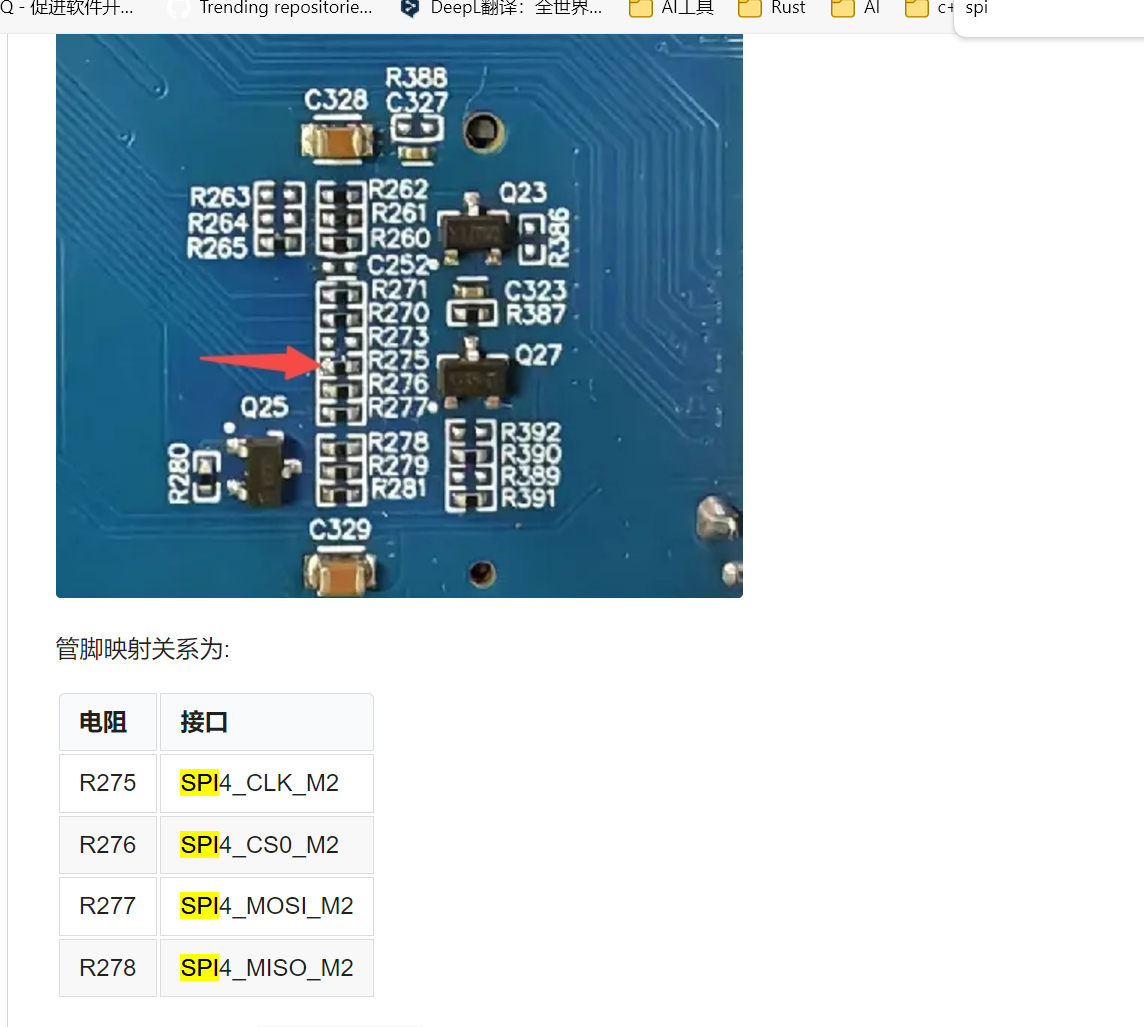 Q - 促进软件开... Trending repositorie... DeepL翻译：全世界... AI工具 Rust AI c+ spi
R388
C328 C327
R263 R262 Q23
R264 R261
R265 R260 R386
C252
R271 C323
R270 R387
R273
R275 Q27
R276
Q25 R277
R278 R392
R280 R279 R390
R281 R389
R391
C329
管脚映射关系为:
电阻 接口
R275 SPI4_CLK_M2
R276 SPI4_CS0_M2
R277 SPI4_MOSI_M2
R278 SPI4_MISO_M2